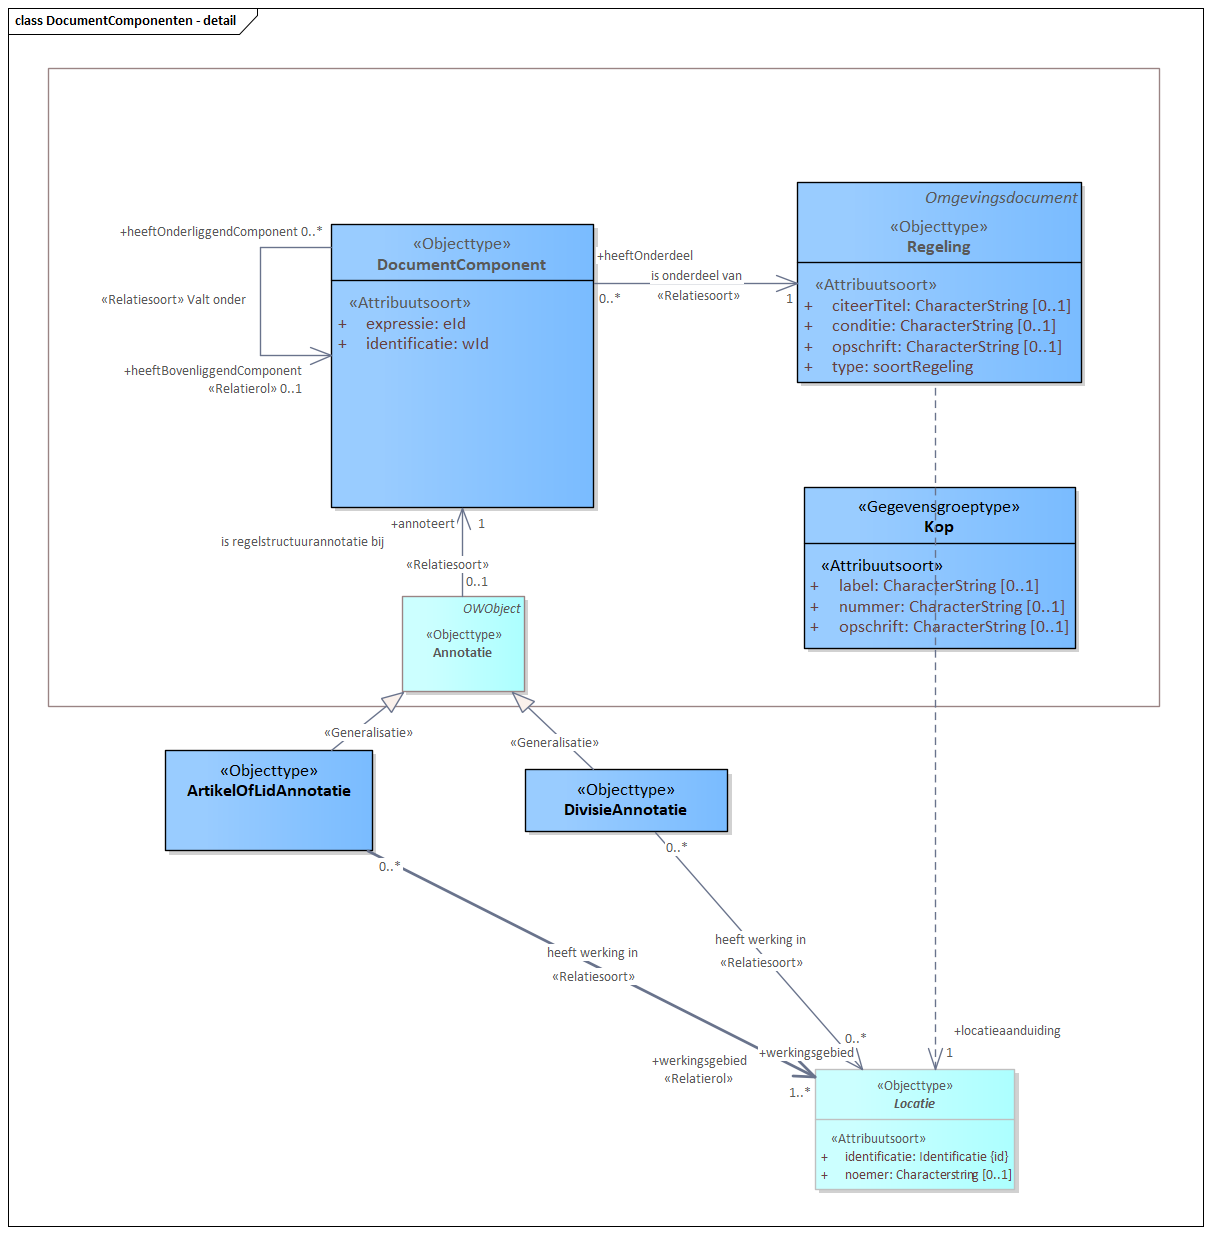 class DocumentComponenten - detail
Omgevingsdocument
«Objecttype»
Regeling
«Attribuutsoort»
+ citeerTitel: CharacterString [0..1]
+ conditie: CharacterString [0..1]
+ opschrift: CharacterString [0..1]
+ type: soortRegeling
+heeftOnderliggendComponent 0..*
«Relatiesoort» Valt onder
+heeftBovenliggendComponent
«Relatierol» 0..1
«Objecttype»
DocumentComponent
«Attribuutsoort»
+ expressie: eId
+ identificatie: wId
+heeftOnderdeel
is onderdeel van
0..*
«Relatiesoort»
1
«Gegevensgroeptype»
Kop
«Attribuutsoort»
+ label: CharacterString [0..1]
+ nummer: CharacterString [0..1]
+ opschrift: CharacterString [0..1]
+annoteert
1
is regelstructuurannotatie bij
«Relatiesoort»
0..1
OWObject
«Objecttype»
Annotatie
«Generalisatie»
«Generalisatie»
«Objecttype»
ArtikelOfLidAnnotatie
«Objecttype»
DivisieAnnotatie
0..*
0..*
heeft werking in
«Relatiesoort»
heeft werking in
«Relatiesoort»
+locatieaanduiding
1
0..*
+werkingsgebied
+werkingsgebied
«Relatierol»
1..*
«Objecttype»
Locatie
«Attribuutsoort»
+ identificatie: Identificatie {id}
+ noemer: Characterstring [0..1]